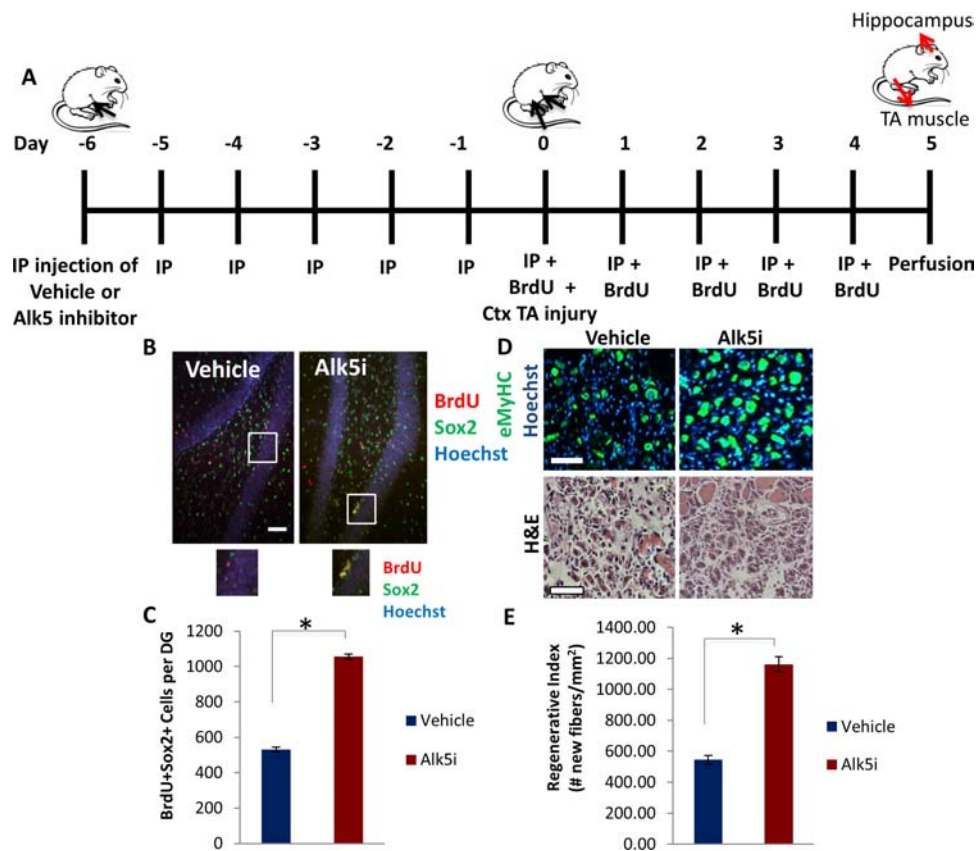 Hippocampus
A
TA muscle
Day -6 -5 -4 -3 -2 -1 0 1 2 3 4 5
IP injection of
Vehicle or
Alk5 inhibitor
IP
IP
IP
IP
IP
IP +
BrdU +
Ctx TA injury
IP +
BrdU
IP +
BrdU
IP +
BrdU
IP +
BrdU
Perfusion
B
Vehicle
Alk5i
BrdU
Sox2
Hoechst
BrdU
Sox2
Hoechst
D
Vehicle
Alk5i
eMyHC
Hoechst
H&E
C
BrdU+Sox2+ Cells per DG
1200
1000
800
600
400
200
0
*
Vehicle
Alk5i
E
Regenerative Index
(# new fibers/mm²)
1400.00
1200.00
1000.00
800.00
600.00
400.00
200.00
0.00
*
Vehicle
Alk5i